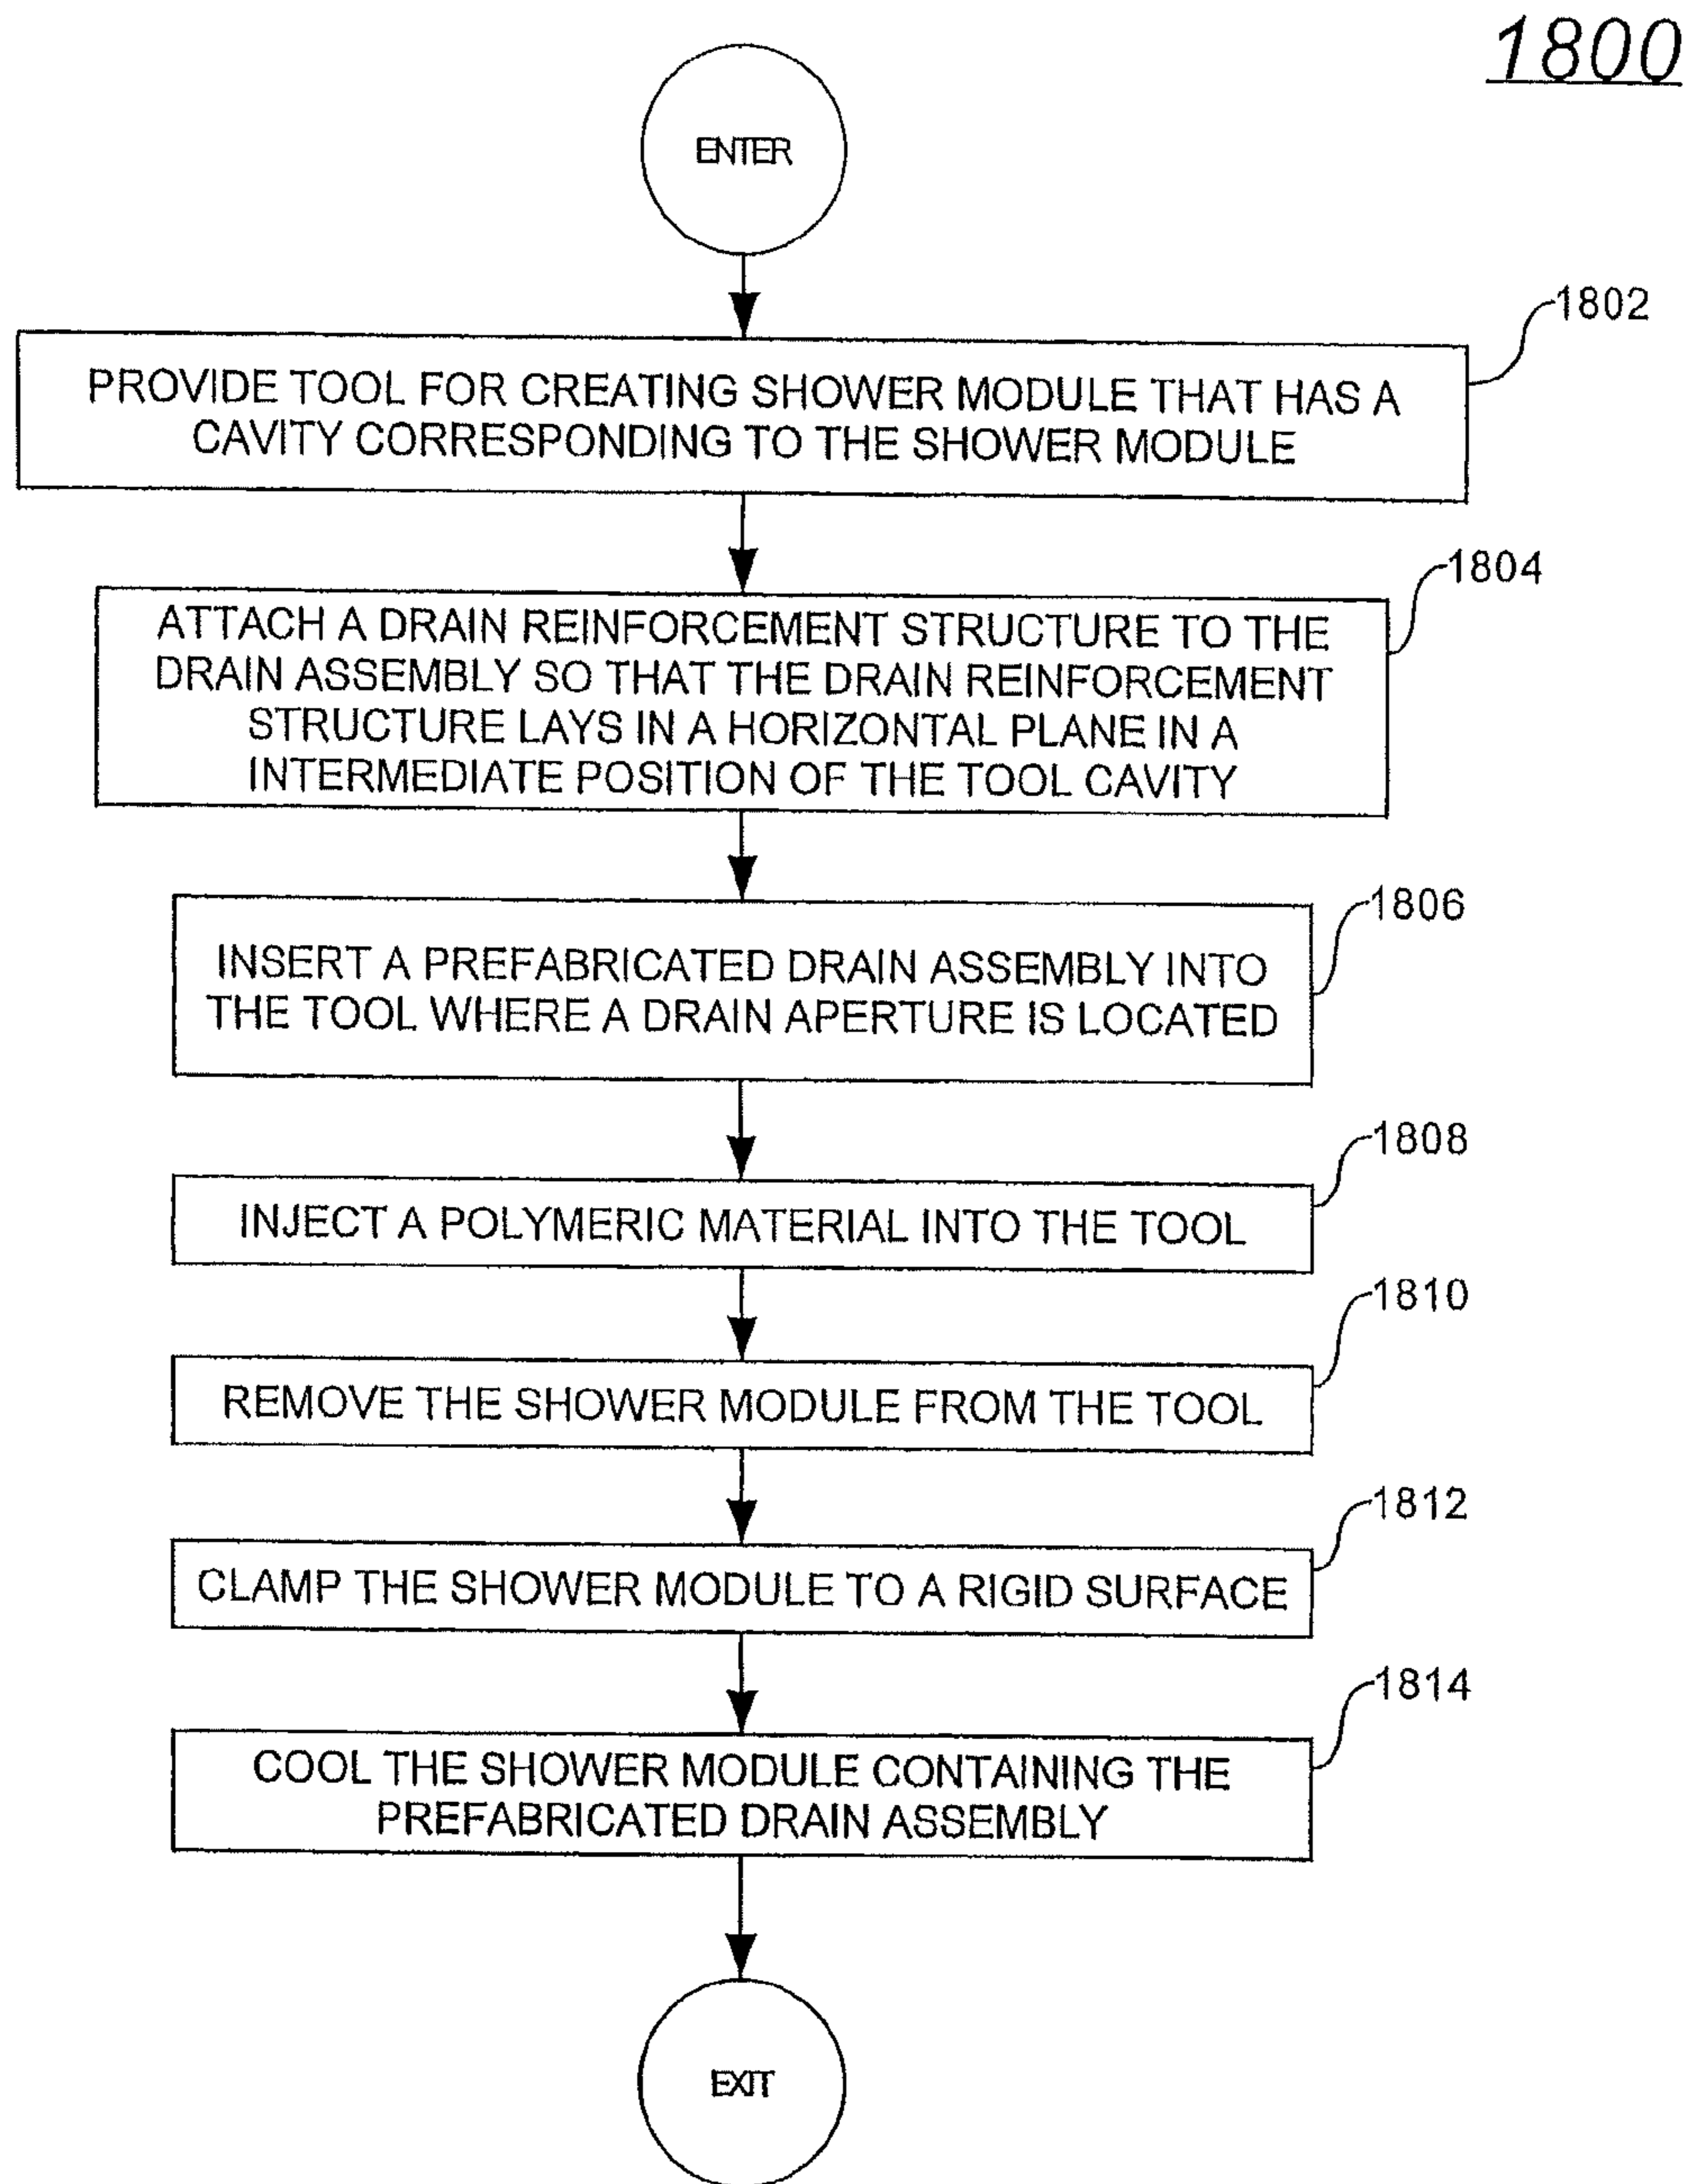 1800
ENTER
1802
PROVIDE TOOL FOR CREATING SHOWER MODULE THAT HAS A
CAVITY CORRESPONDING TO THE SHOWER MODULE
1804
ATTACH A DRAIN REINFORCEMENT STRUCTURE TO THE
DRAIN ASSEMBLY SO THAT THE DRAIN REINFORCEMENT
STRUCTURE LAYS IN A HORIZONTAL PLANE IN A
INTERMEDIATE POSITION OF THE TOOL CAVITY
1806
INSERT A PREFABRICATED DRAIN ASSEMBLY INTO
THE TOOL WHERE A DRAIN APERTURE IS LOCATED
1808
INJECT A POLYMERIC MATERIAL INTO THE TOOL
1810
REMOVE THE SHOWER MODULE FROM THE TOOL
1812
CLAMP THE SHOWER MODULE TO A RIGID SURFACE
1814
COOL THE SHOWER MODULE CONTAINING THE
PREFABRICATED DRAIN ASSEMBLY
EXIT